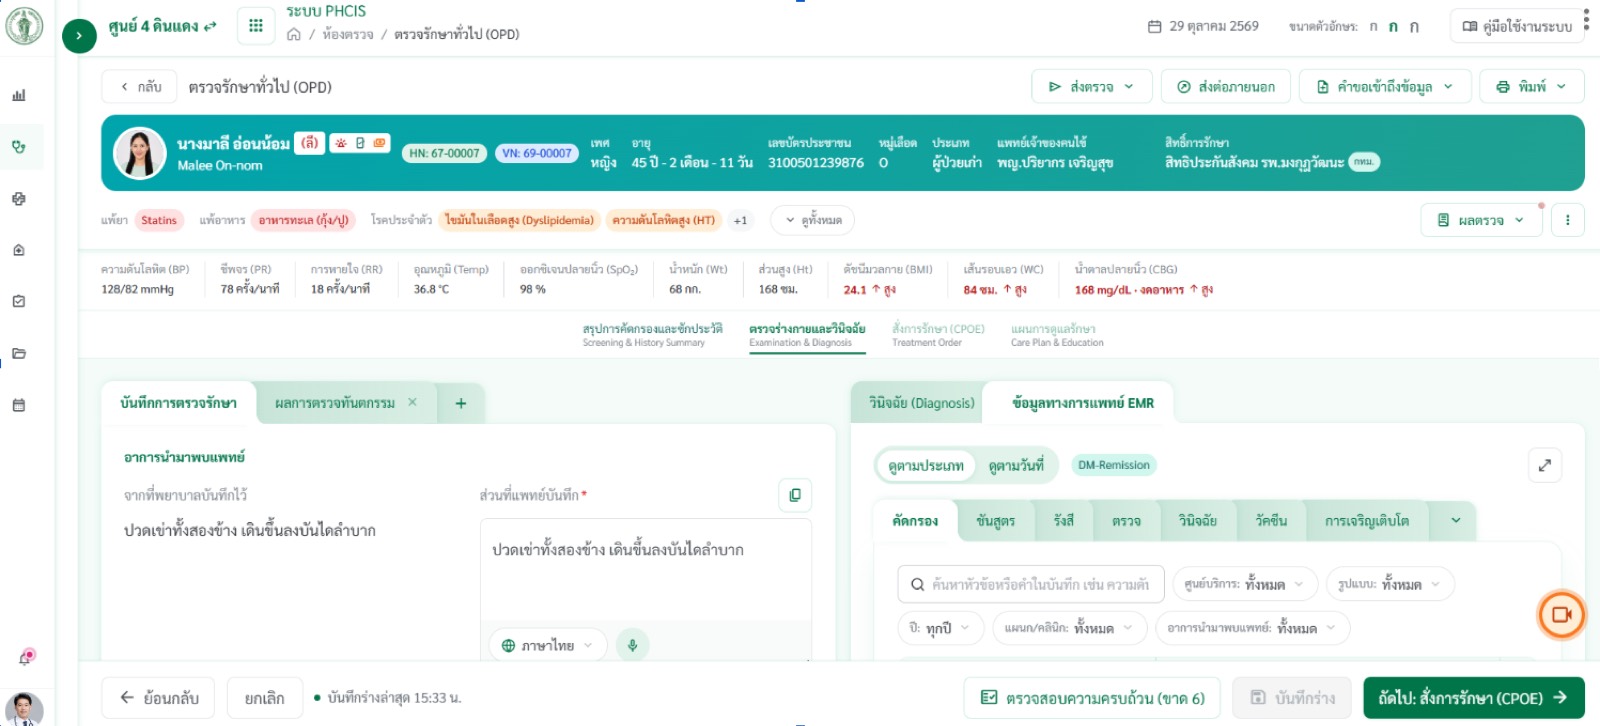 ศูนย์ 4 ดินแดง
ระบบ PHCIS
/ ห้องตรวจ / ตรวจรักษาทั่วไป (OPD)
29 ตุลาคม 2569
ขนาดตัวอักษร: ก ก ก
คู่มือใช้งานระบบ
กลับ
ตรวจรักษาทั่วไป (OPD)
ส่งตรวจ
ส่งต่อภายนอก
คำขอเข้าถึงข้อมูล
พิมพ์
นางมาลี อ่อนน้อม (ลี)
Malee On-nom
HN: 67-00007
VN: 69-00007
เพศ
หญิง
อายุ
45 ปี - 2 เดือน - 11 วัน
เลขบัตรประชาชน
3100501239876
หมู่เลือด
O
ประเภท
ผู้ป่วยเก่า
แพทย์เจ้าของคนไข้
พญ.ปริยากร เจริญสุข
สิทธิ์การรักษา
สิทธิประกันสังคม รพ.มงกุฎวัฒนะ กทม.
แพ้ยา Statins แพ้อาหาร อาหารทะเล (กุ้ง/ปู) โรคประจำตัว ไขมันในเลือดสูง (Dyslipidemia) ความดันโลหิตสูง (HT) +1 ดูทั้งหมด
ผลตรวจ
ความดันโลหิต (BP)
128/82 mmHg
ชีพจร (PR)
78 ครั้ง/นาที
การหายใจ (RR)
18 ครั้ง/นาที
อุณหภูมิ (Temp)
36.8 °C
ออกซิเจนปลายนิ้ว (SpO₂)
98 %
น้ำหนัก (Wt)
68 กก.
ส่วนสูง (Ht)
168 ซม.
ดัชนีมวลกาย (BMI)
24.1 ↑ สูง
เส้นรอบเอว (WC)
84 ซม. ↑ สูง
น้ำตาลปลายนิ้ว (CBG)
168 mg/dL · งดอาหาร ↑ สูง
สรุปการคัดกรองและซักประวัติ
Screening & History Summary
ตรวจร่างกายและวินิจฉัย
Examination & Diagnosis
สั่งการรักษา (CPOE)
Treatment Order
แผนการดูแลรักษา
Care Plan & Education
บันทึกการตรวจรักษา
ผลการตรวจทันตกรรม ×
+
อาการนำมาพบแพทย์
จากที่พยาบาลบันทึกไว้
ปวดเข่าทั้งสองข้าง เดินขึ้นลงบันไดลำบาก
ส่วนที่แพทย์บันทึก *
ปวดเข่าทั้งสองข้าง เดินขึ้นลงบันไดลำบาก
ภาษาไทย
วินิจฉัย (Diagnosis)
ข้อมูลทางการแพทย์ EMR
ดูตามประเภท
ดูตามวันที่
DM-Remission
คัดกรอง
ชันสูตร
รังสี
ตรวจ
วินิจฉัย
วัคซีน
การเจริญเติบโต
ค้นหาหัวข้อหรือคำในบันทึก เช่น ความดัน
ศูนย์บริการ: ทั้งหมด
รูปแบบ: ทั้งหมด
ปี: ทุกปี
แผนก/คลินิก: ทั้งหมด
อาการนำมาพบแพทย์: ทั้งหมด
ย้อนกลับ
ยกเลิก
บันทึกร่างล่าสุด 15:33 น.
ตรวจสอบความครบถ้วน (ขาด 6)
บันทึกร่าง
ถัดไป: สั่งการรักษา (CPOE)